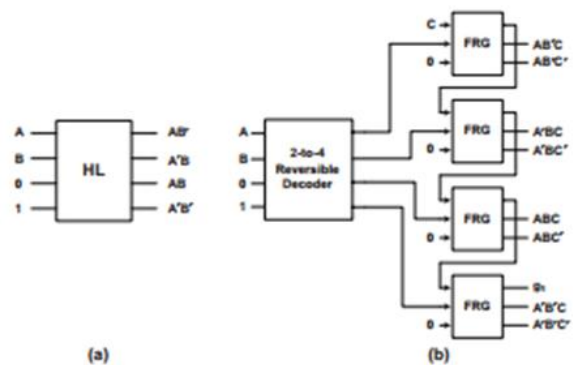 A
B
0
1
HL
AB'
A'B
AB
A'B'
(a)
A
B
0
1
2-to-4
Reversible
Decoder
C
0
FRG
AB'C
AB'C'
0
FRG
A'BC
A'BC'
0
FRG
ABC
ABC'
0
FRG
g₁
A'B'C
A'B'C'
(b)